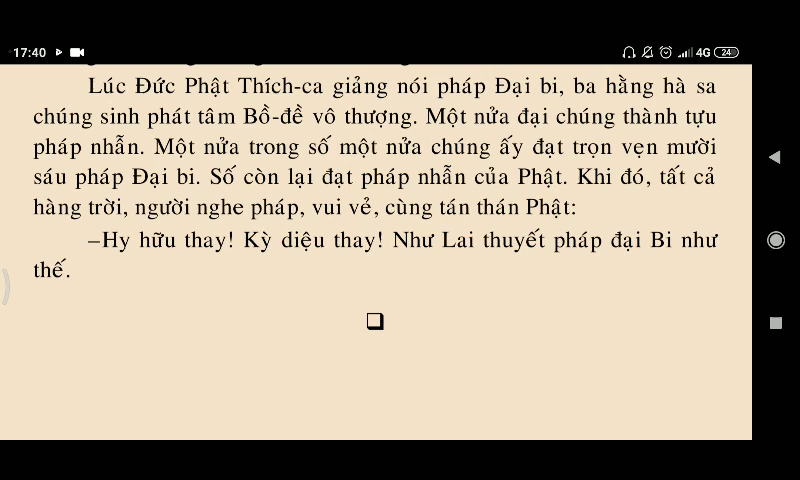 17:40
4G 24
Lúc Đức Phật Thích-ca giảng nói pháp Đại bi, ba hằng hà sa
chúng sinh phát tâm Bồ-đề vô thượng. Một nửa đại chúng thành tựu
pháp nhẫn. Một nửa trong số một nửa chúng ấy đạt trọn vẹn mười
sáu pháp Đại bi. Số còn lại đạt pháp nhẫn của Phật. Khi đó, tất cả
hàng trời, người nghe pháp, vui vẻ, cùng tán thán Phật:
–Hy hữu thay! Kỳ diệu thay! Như Lai thuyết pháp đại Bi như
thế.